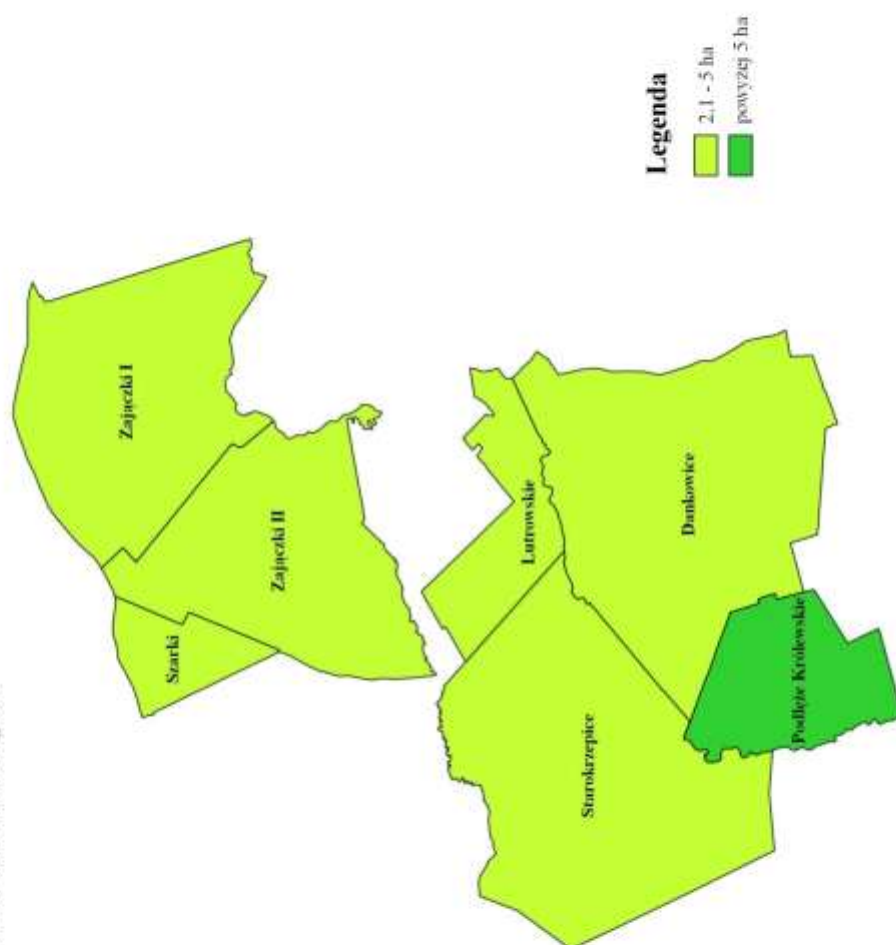 Zajączki I
Szarki
Zajączki II
Lutrowskie
Starokrzepice
Dankowice
Podłęże Królewskie
Legenda
2,1 - 5 ha
powyżej 5 ha